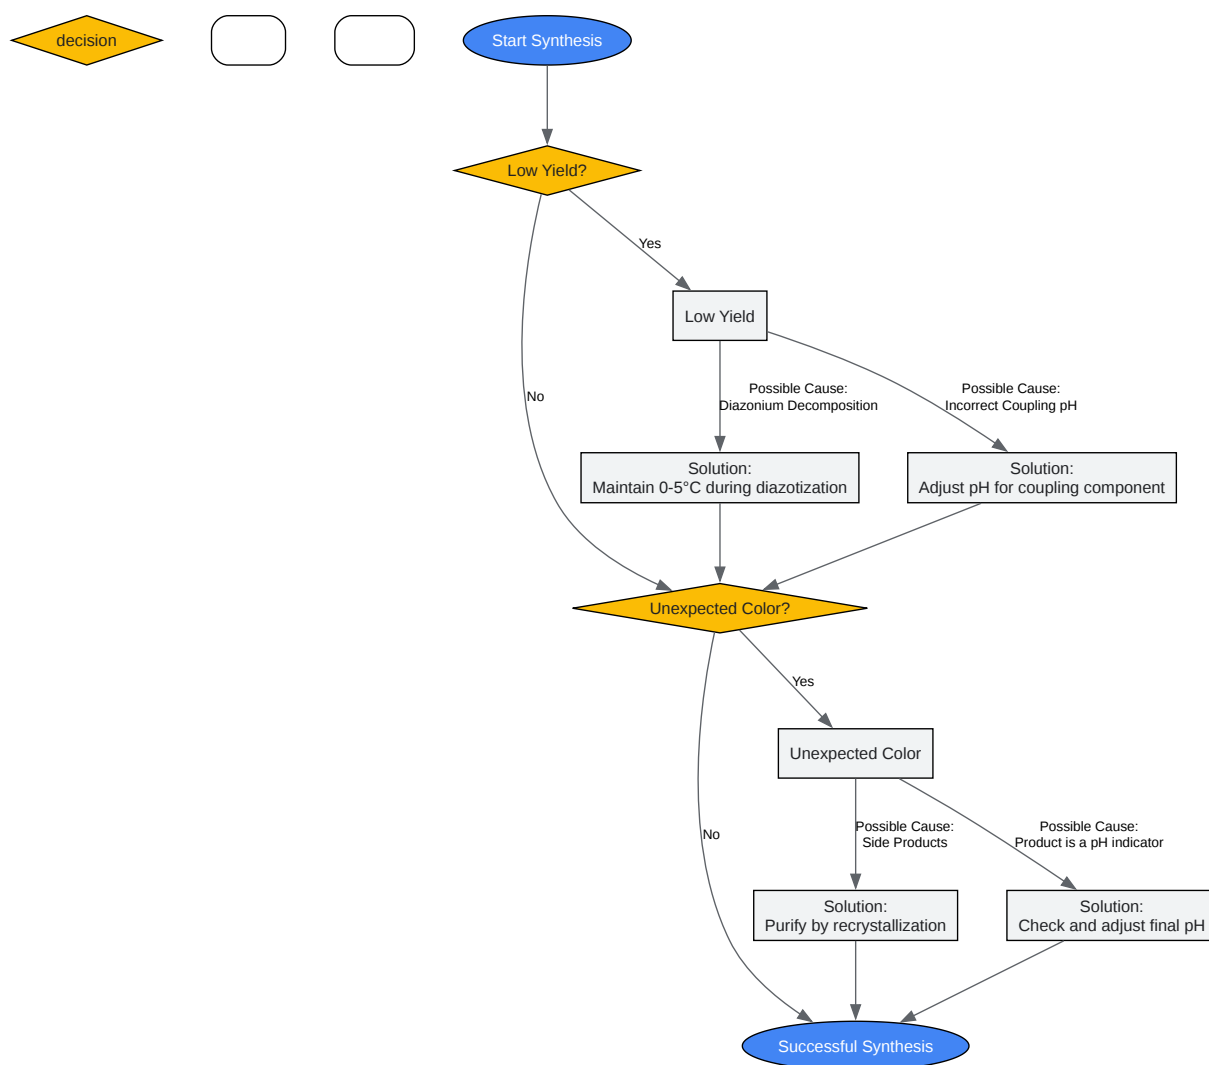 decision
Start Synthesis
Low Yield?
Yes
Low Yield
No
Possible Cause:
Diazonium Decomposition
Possible Cause:
Incorrect Coupling pH
Solution:
Maintain 0-5°C during diazotization
Solution:
Adjust pH for coupling component
Unexpected Color?
Yes
Unexpected Color
No
Possible Cause:
Side Products
Possible Cause:
Product is a pH indicator
Solution:
Purify by recrystallization
Solution:
Check and adjust final pH
Successful Synthesis